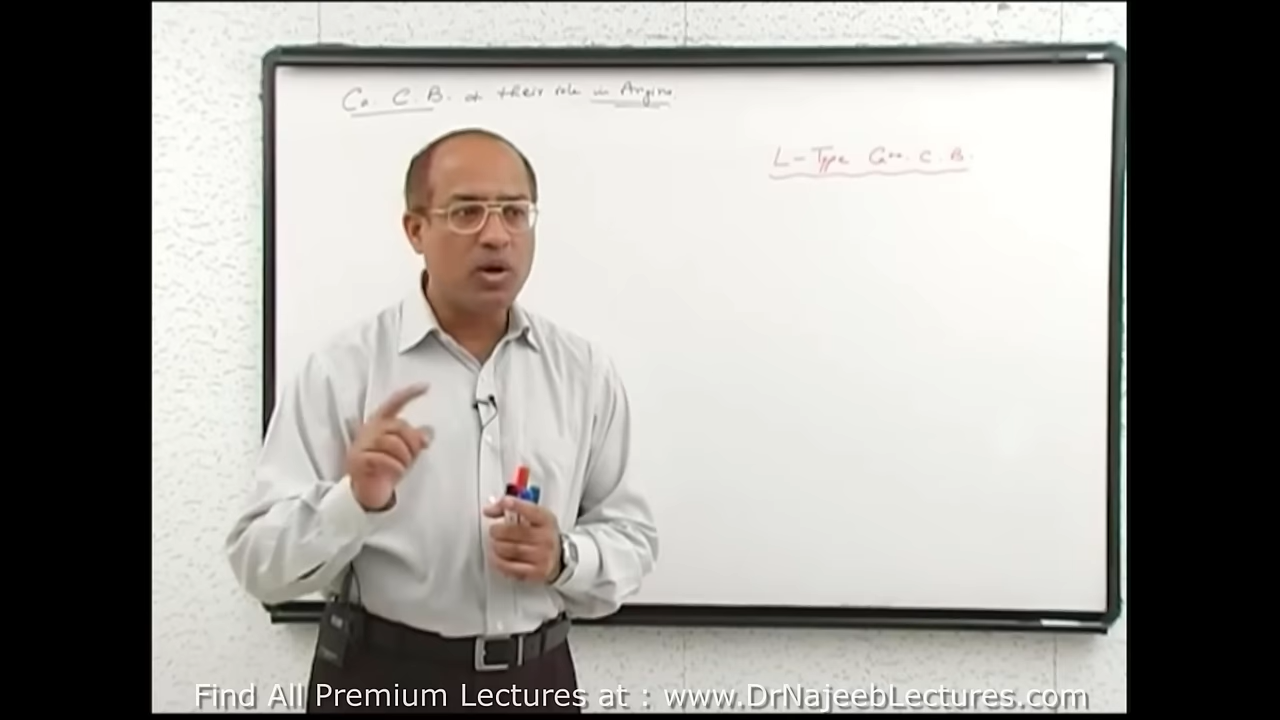 Ca. C. B. & their role in Angina.
L-Type Ca++. C. B.
Find All Premium Lectures at : www.DrNajeebLectures.com